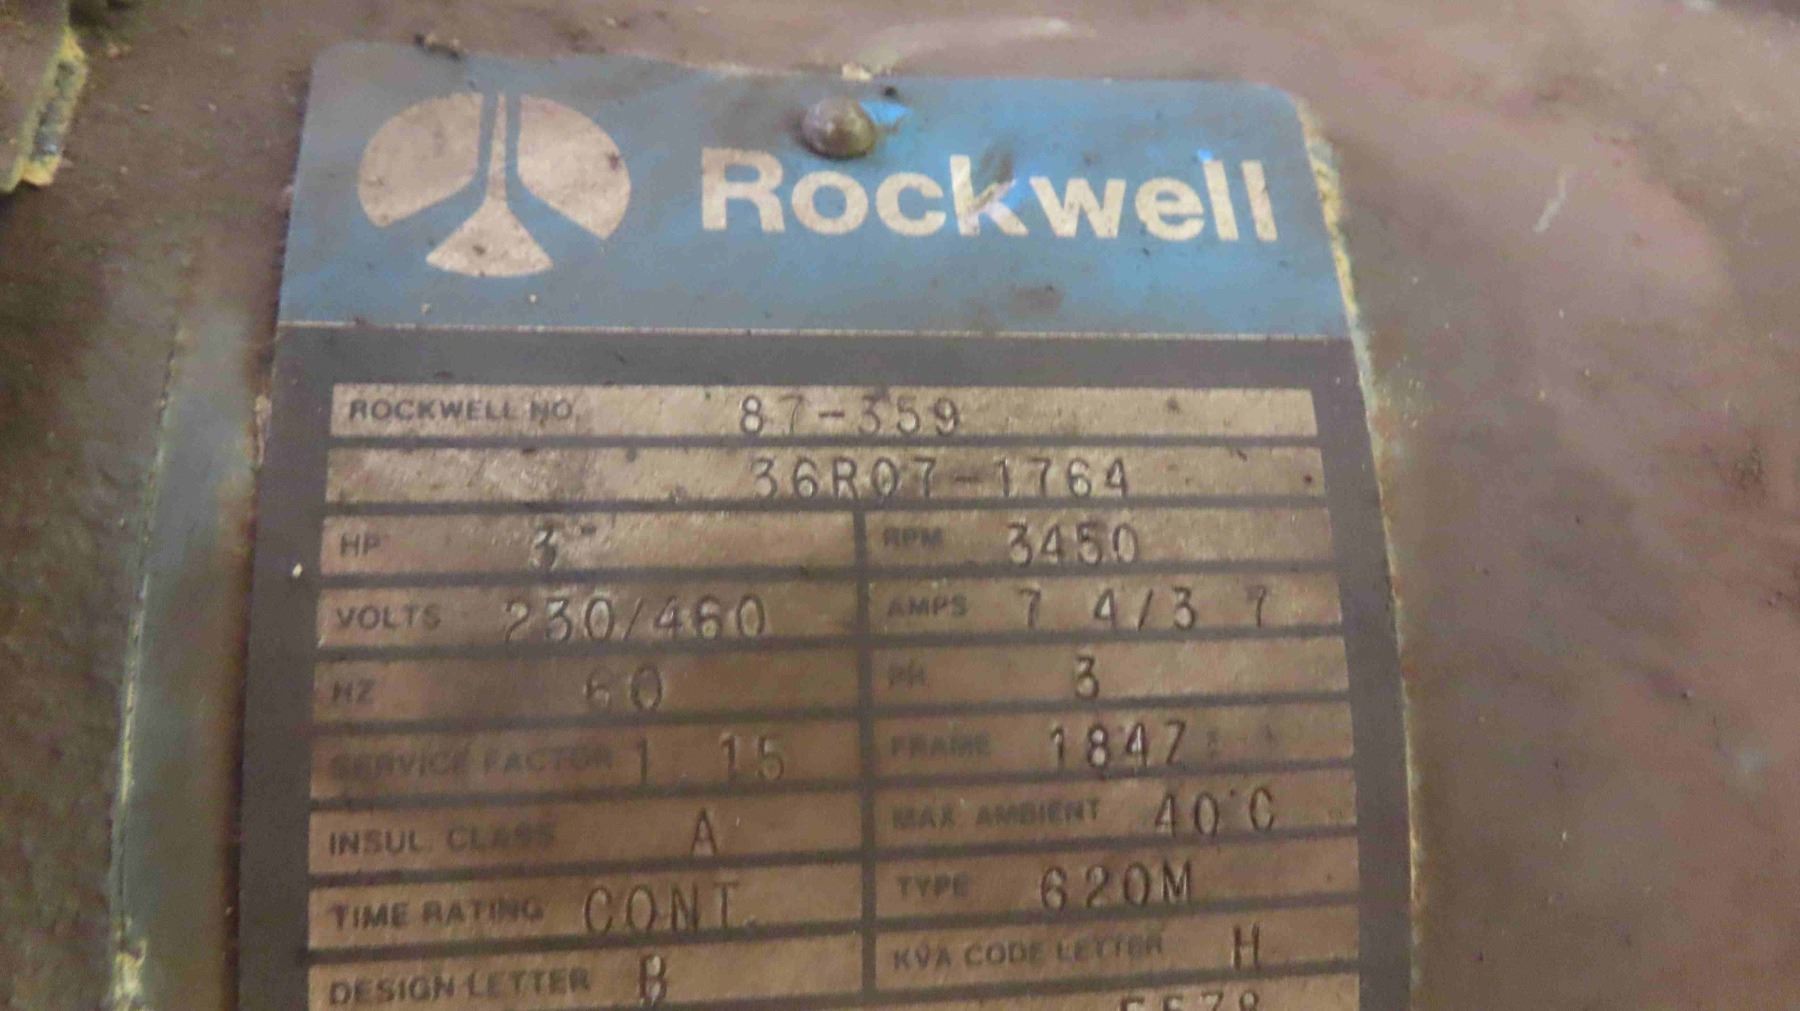 Rockwell
ROCKWELL NO. 87-359
36R07-1764
HP 3 RPM 3450
VOLTS 230/460 AMPS 7 4/3 7
HZ 60 PH 3
SERVICE FACTOR 1 15 FRAME 184Z
INSUL. CLASS A MAX AMBIENT 40°C
TIME RATING CONT. TYPE 620M
DESIGN LETTER B KVA CODE LETTER H